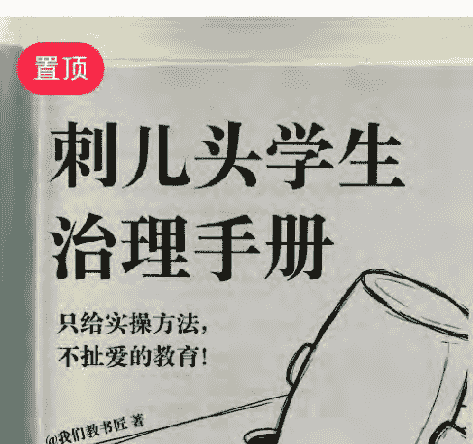 置顶
刺儿头学生
治理手册
只给实操方法，
不扯爱的教育！
@我们教书匠 著